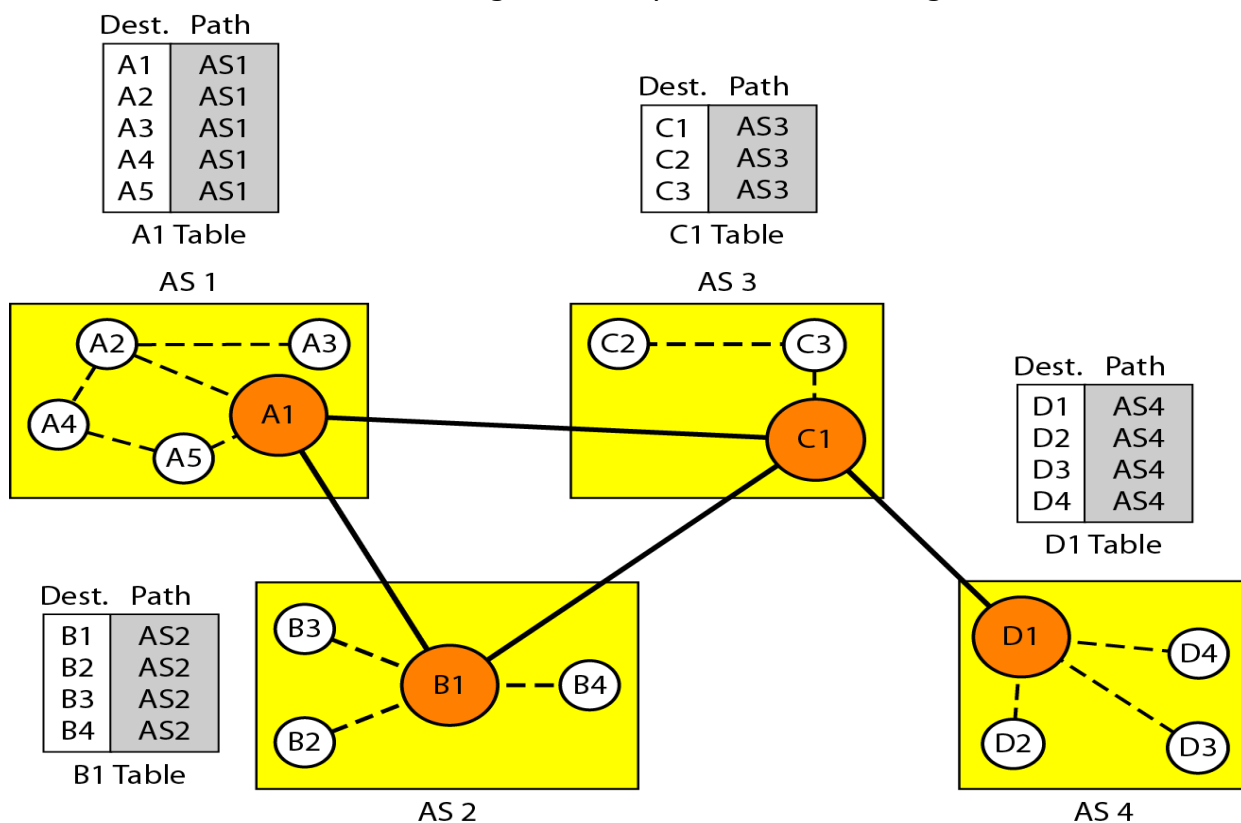 Dest. Path
A1 AS1
A2 AS1
A3 AS1
A4 AS1
A5 AS1
A1 Table
Dest. Path
C1 AS3
C2 AS3
C3 AS3
C1 Table
AS 1
A2
A3
A4
A1
A5
AS 3
C2
C3
C1
Dest. Path
D1 AS4
D2 AS4
D3 AS4
D4 AS4
D1 Table
Dest. Path
B1 AS2
B2 AS2
B3 AS2
B4 AS2
B1 Table
B3
B1
B4
B2
AS 2
D1
D4
D2
D3
AS 4